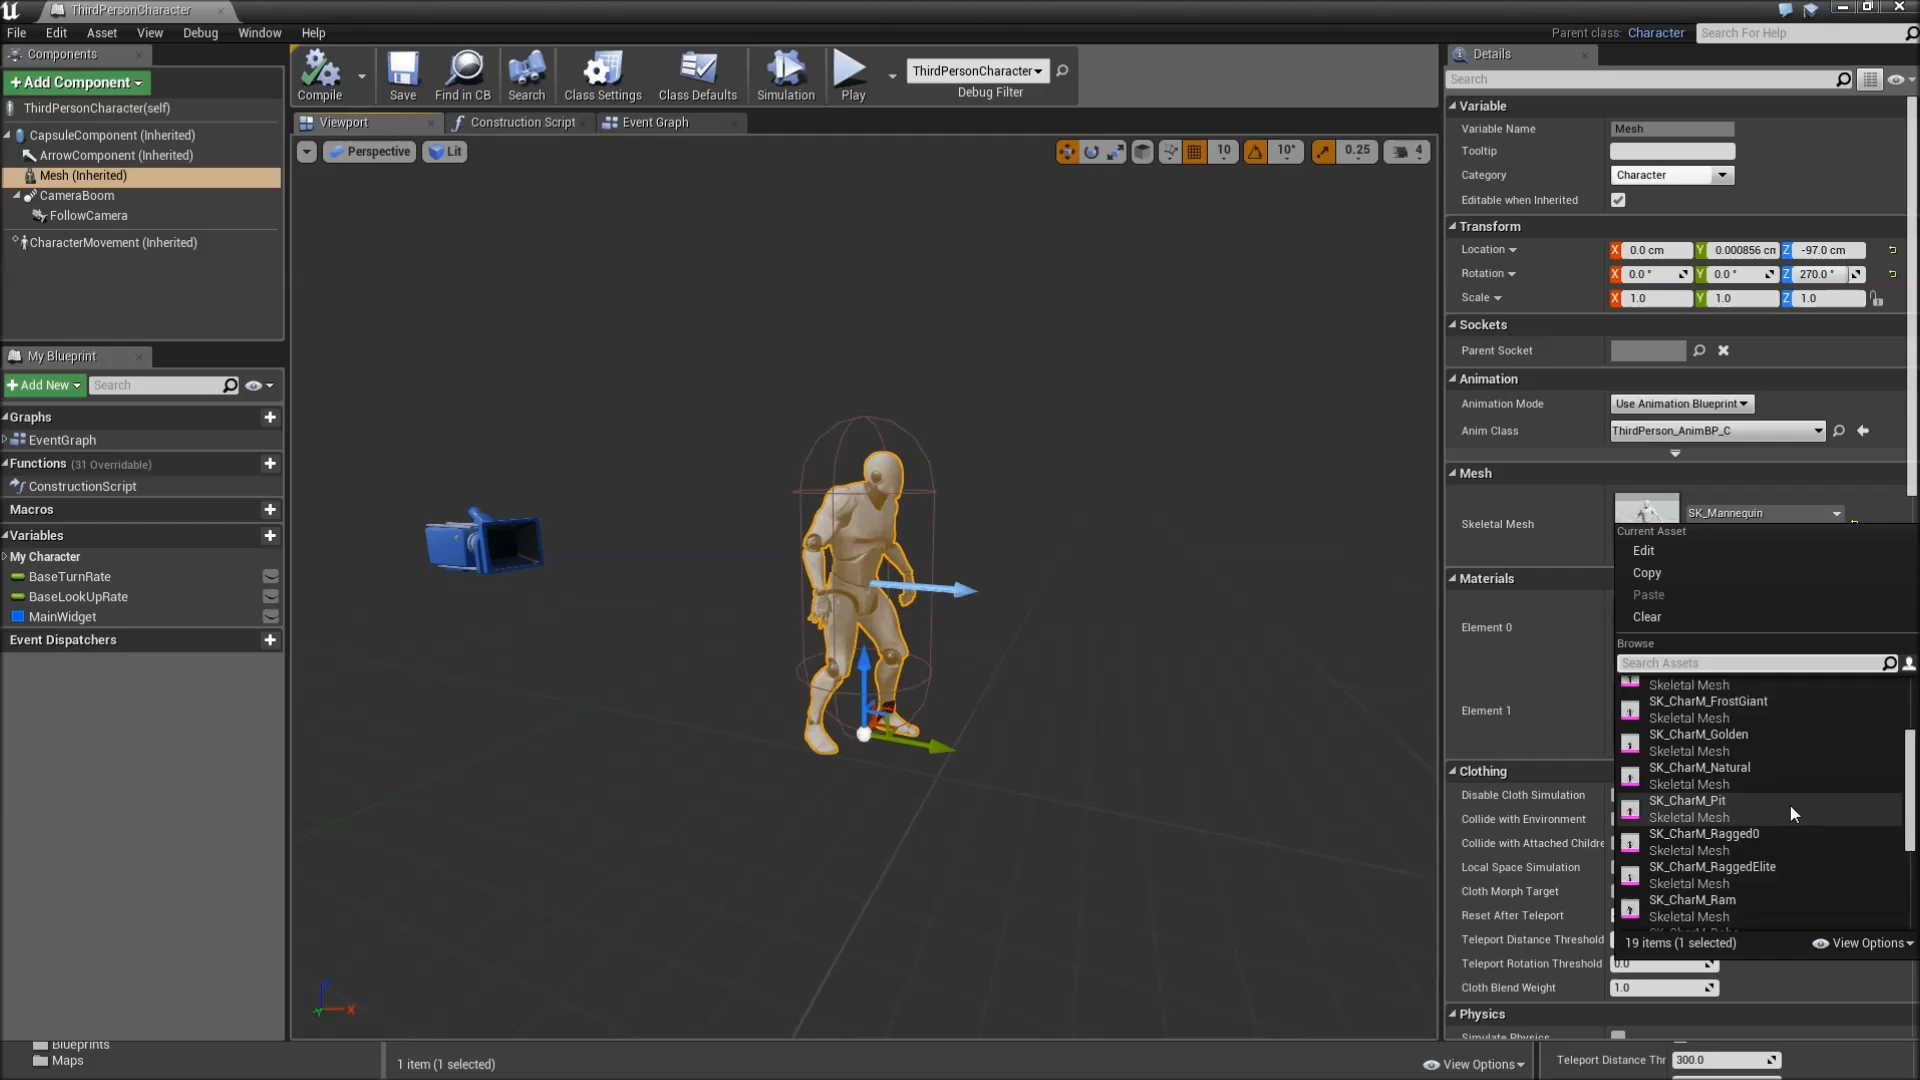 ThirdPersonCharacter
File Edit Asset View Debug Window Help
Parent class: Character
Search For Help
Components
+Add Component
ThirdPersonCharacter(self)
CapsuleComponent (Inherited)
ArrowComponent (Inherited)
Mesh (Inherited)
CameraBoom
FollowCamera
CharacterMovement (Inherited)
My Blueprint
+Add New
Search
Graphs
EventGraph
Functions (31 Overridable)
ConstructionScript
Macros
Variables
My Character
BaseTurnRate
BaseLookUpRate
MainWidget
Event Dispatchers
Blueprints
Maps
Compile Save Find in CB Search Class Settings Class Defaults Simulation Play
ThirdPersonCharacter
Debug Filter
Viewport Construction Script Event Graph
Perspective Lit
10 10° 0.25 4
X
1 item (1 selected)
View Options
Details
Search
Variable
Variable Name Mesh
Tooltip
Category Character
Editable when Inherited
Transform
Location X 0.0 cm Y 0.000856 cm Z -97.0 cm
Rotation X 0.0 ° Y 0.0 ° Z 270.0 °
Scale X 1.0 Y 1.0 Z 1.0
Sockets
Parent Socket
Animation
Animation Mode Use Animation Blueprint
Anim Class ThirdPerson_AnimBP_C
Mesh
Skeletal Mesh SK_Mannequin
Materials
Element 0
Element 1
Clothing
Disable Cloth Simulation
Collide with Environment
Collide with Attached Childre
Local Space Simulation
Cloth Morph Target
Reset After Teleport
Teleport Distance Threshold
Teleport Rotation Threshold 0.0
Cloth Blend Weight 1.0
Physics
Simulate Physics
Teleport Distance Thr 300.0
Current Asset
Edit
Copy
Paste
Clear
Browse
Search Assets
Skeletal Mesh
SK_CharM_FrostGiant
Skeletal Mesh
SK_CharM_Golden
Skeletal Mesh
SK_CharM_Natural
Skeletal Mesh
SK_CharM_Pit
Skeletal Mesh
SK_CharM_Ragged0
Skeletal Mesh
SK_CharM_RaggedElite
Skeletal Mesh
SK_CharM_Ram
Skeletal Mesh
19 items (1 selected)
View Options